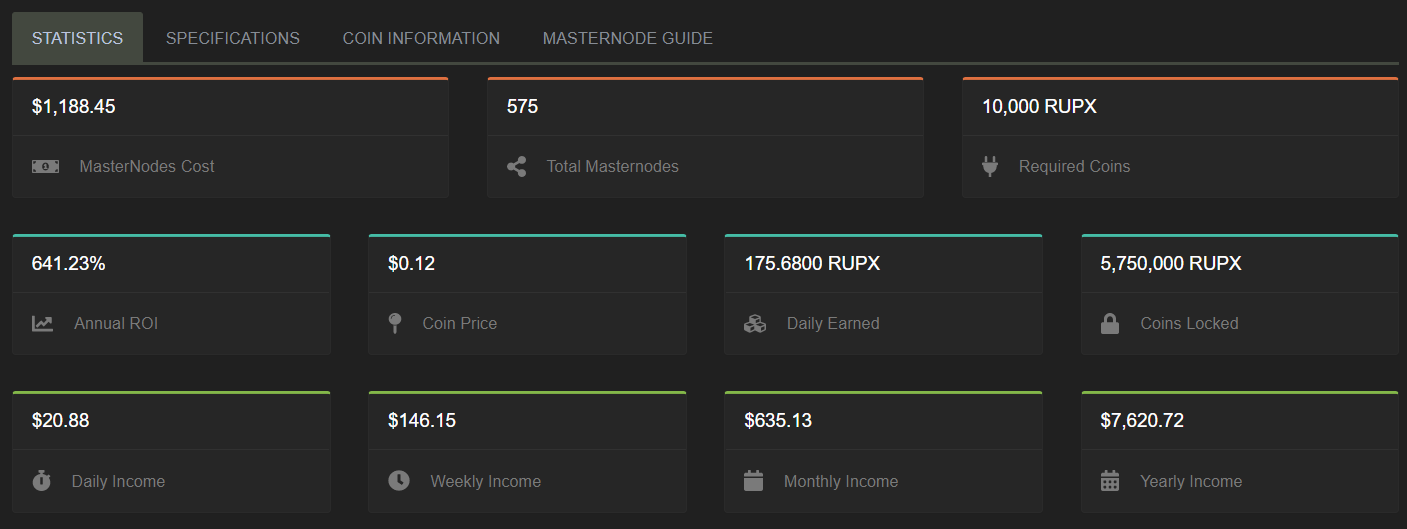 STATISTICS SPECIFICATIONS COIN INFORMATION MASTERNODE GUIDE
$1,188.45 575 10,000 RUPX
MasterNodes Cost Total Masternodes Required Coins
641.23% $0.12 175.6800 RUPX 5,750,000 RUPX
Annual ROI Coin Price Daily Earned Coins Locked
$20.88 $146.15 $635.13 $7,620.72
Daily Income Weekly Income Monthly Income Yearly Income